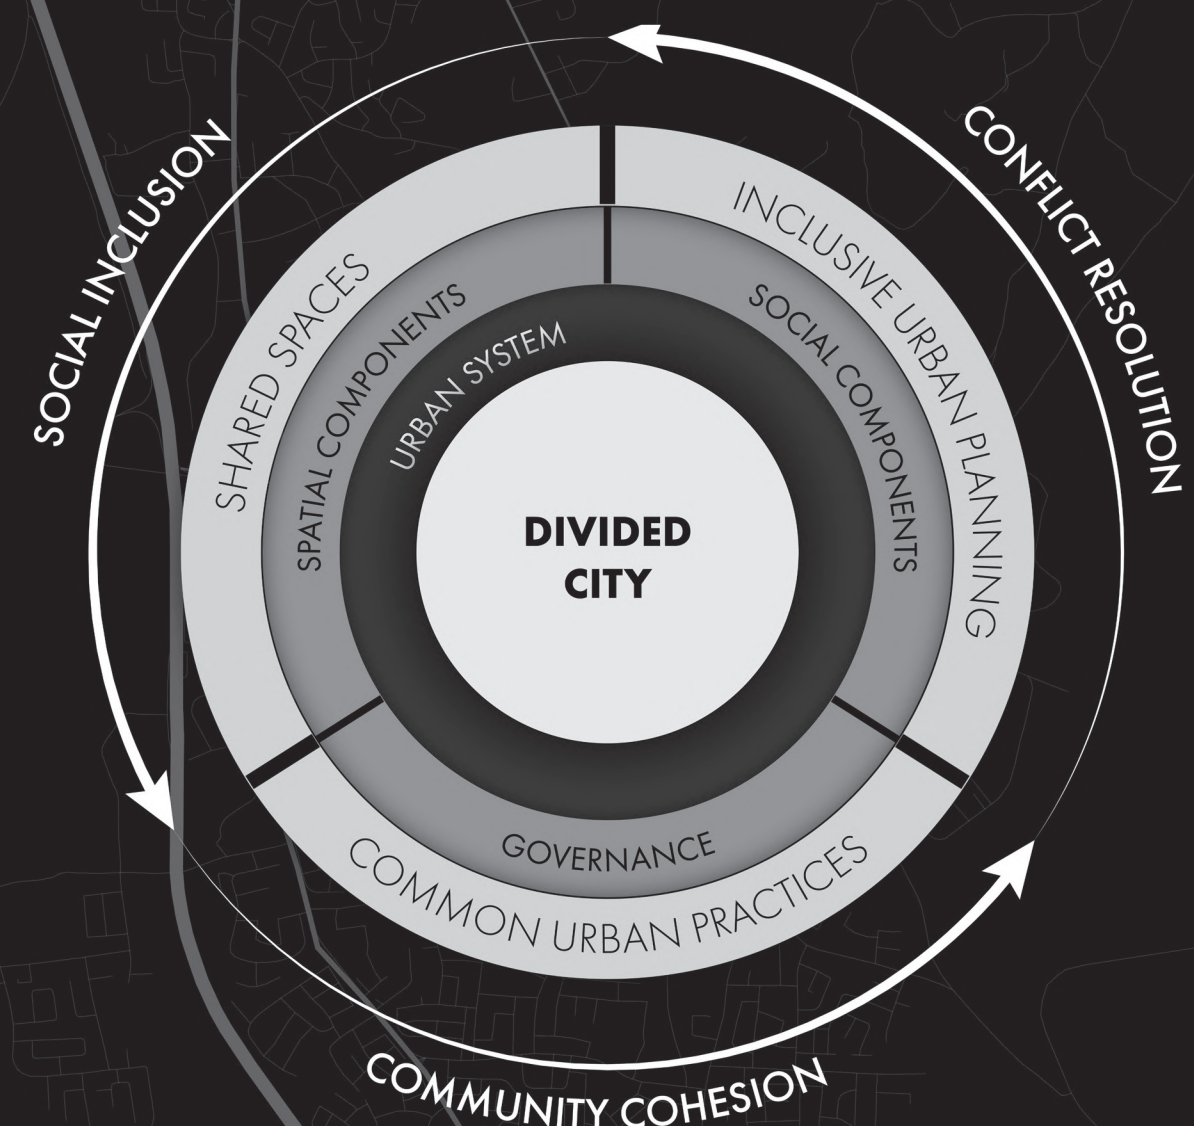 SOCIAL INCLUSION
CONFLICT RESOLUTION
SHARED SPACES
INCLUSIVE URBAN PLANNING
SPATIAL COMPONENTS
SOCIAL COMPONENTS
URBAN SYSTEM
DIVIDED
CITY
GOVERNANCE
COMMON URBAN PRACTICES
COMMUNITY COHESION